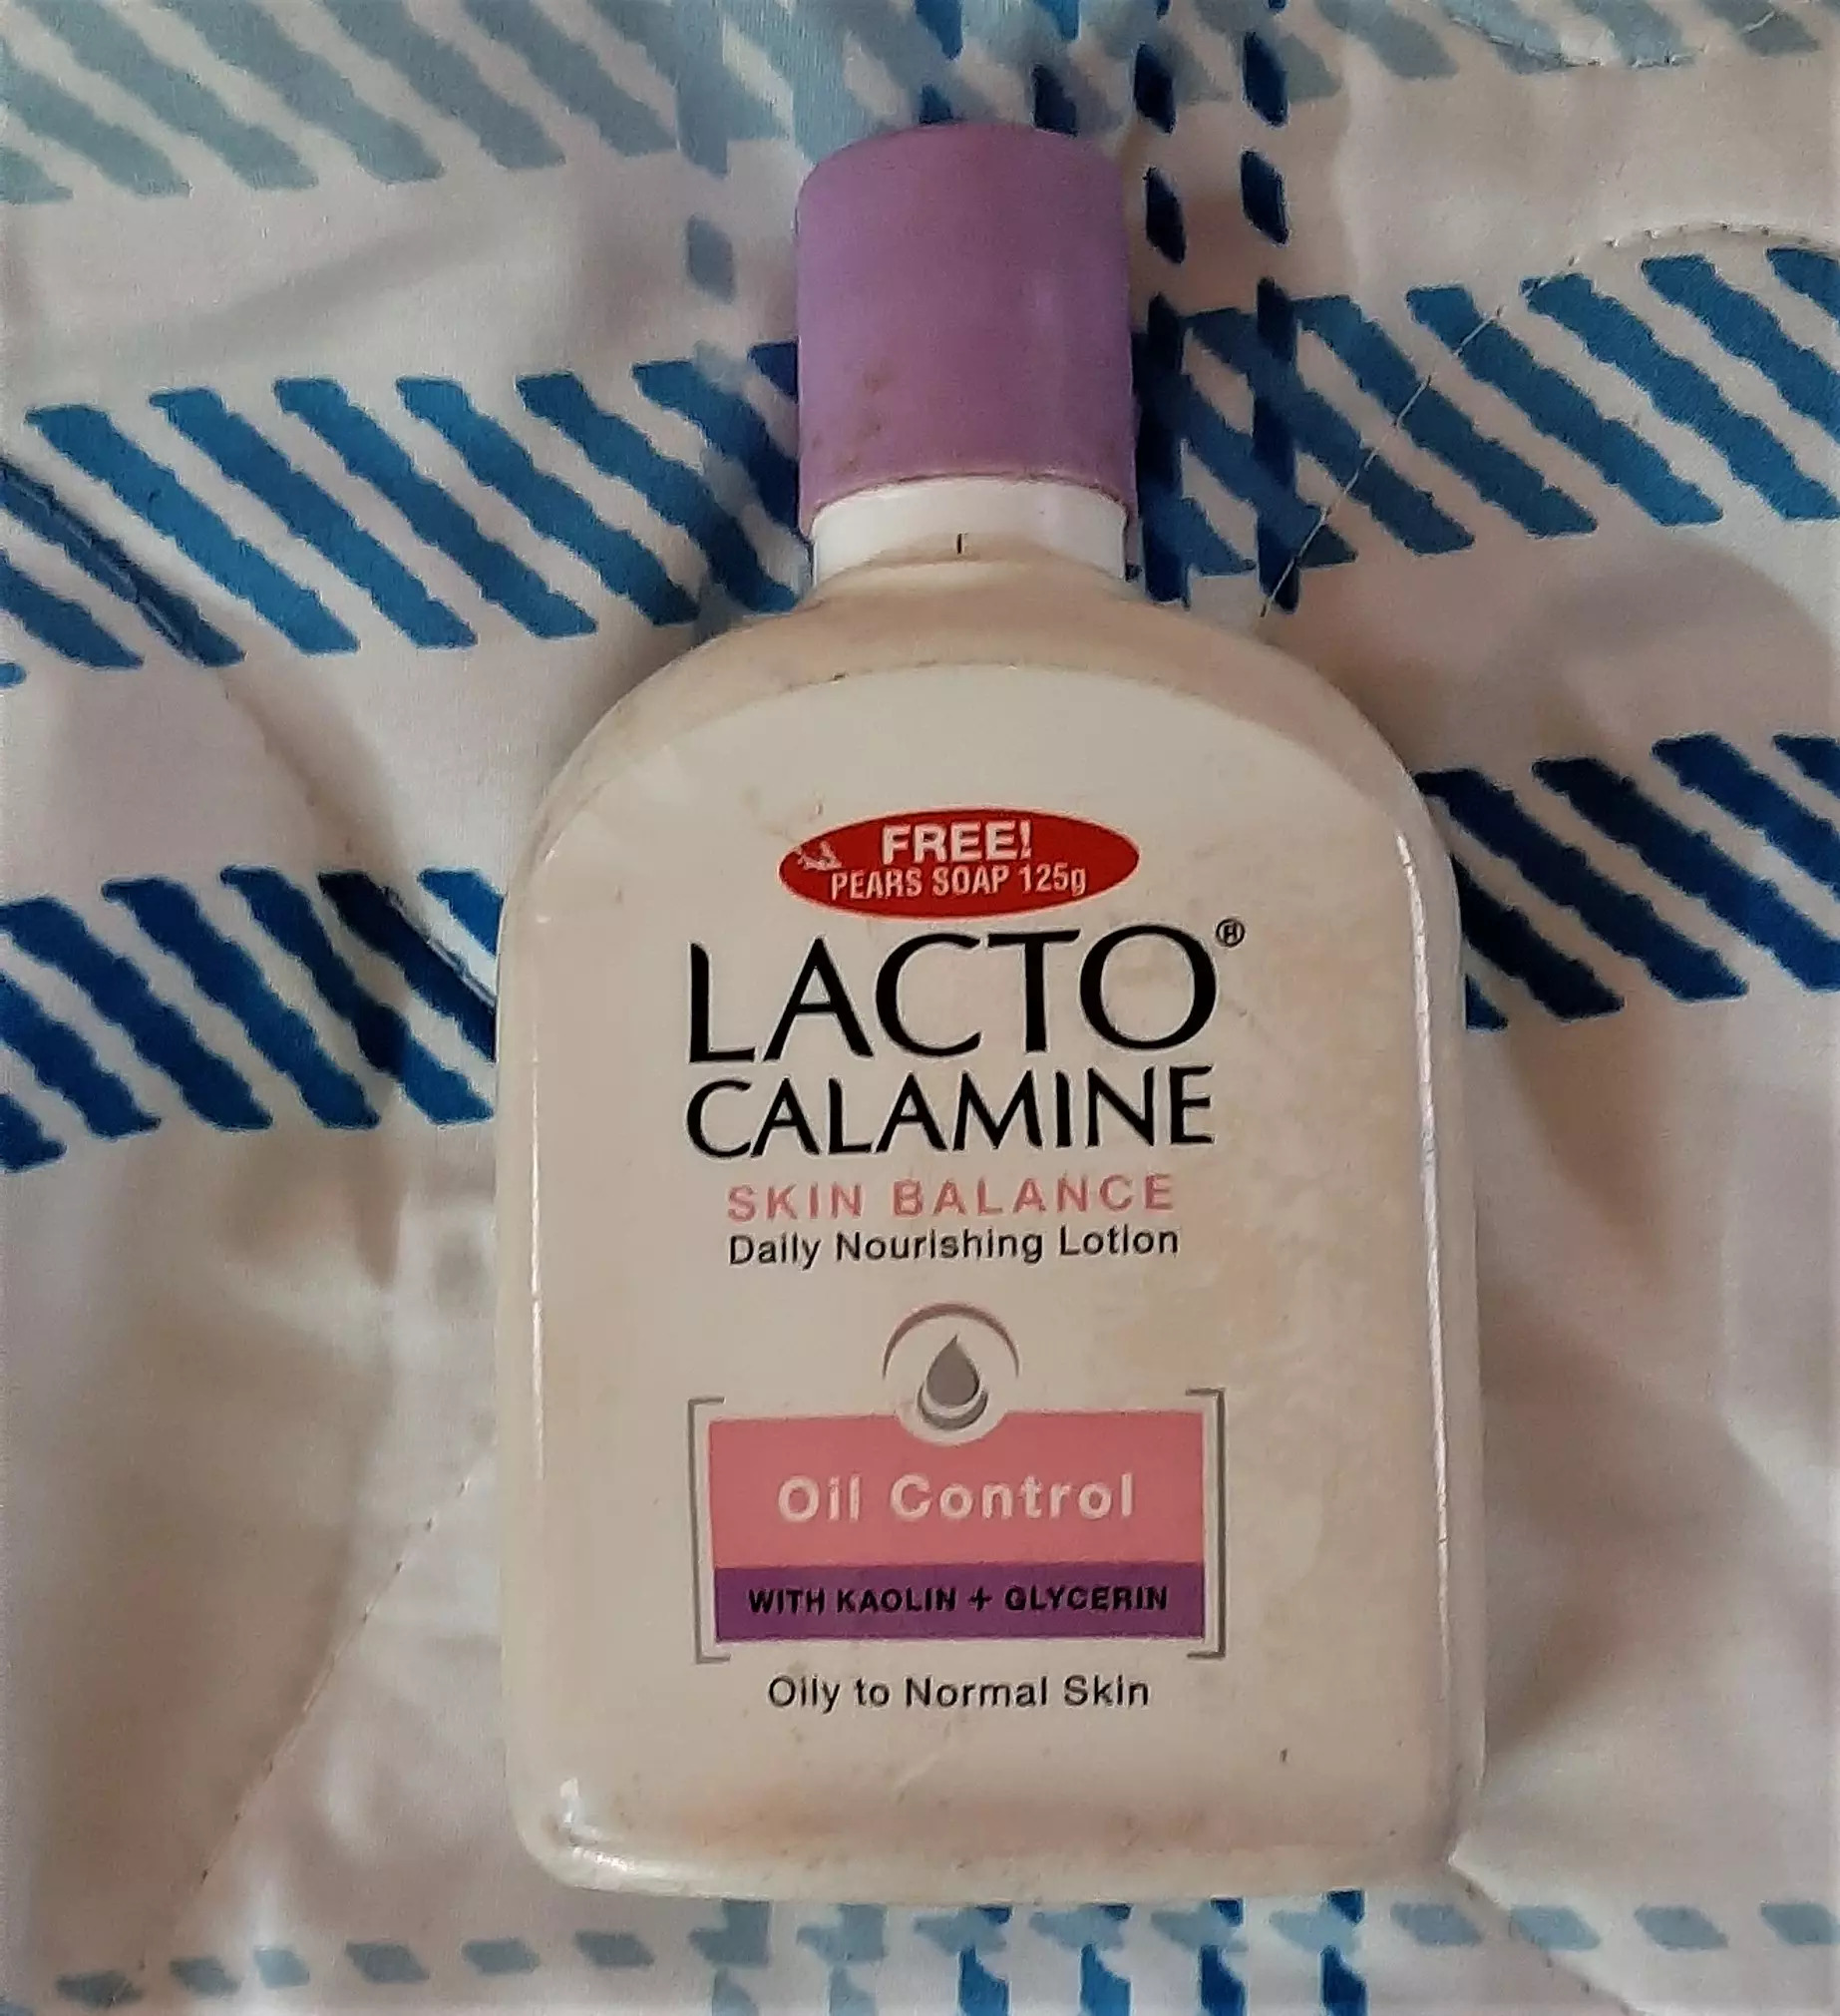 FREE!
PEARS SOAP 125g
LACTO®
CALAMINE
SKIN BALANCE
Daily Nourishing Lotion
Oil Control
WITH KAOLIN + GLYCERIN
Oily to Normal Skin